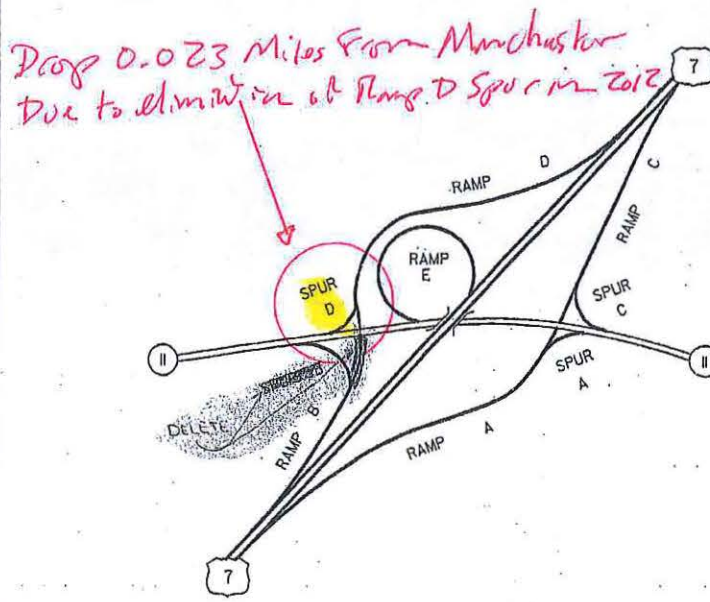 Drop 0.023 Miles From Manchester
Due to elimination of Ramp D Spur in 2012
7
RAMP D
RAMP C
RAMP E
SPUR D
SPUR C
11
11
SPUR A
DELETE
RAMP B
RAMP A
7